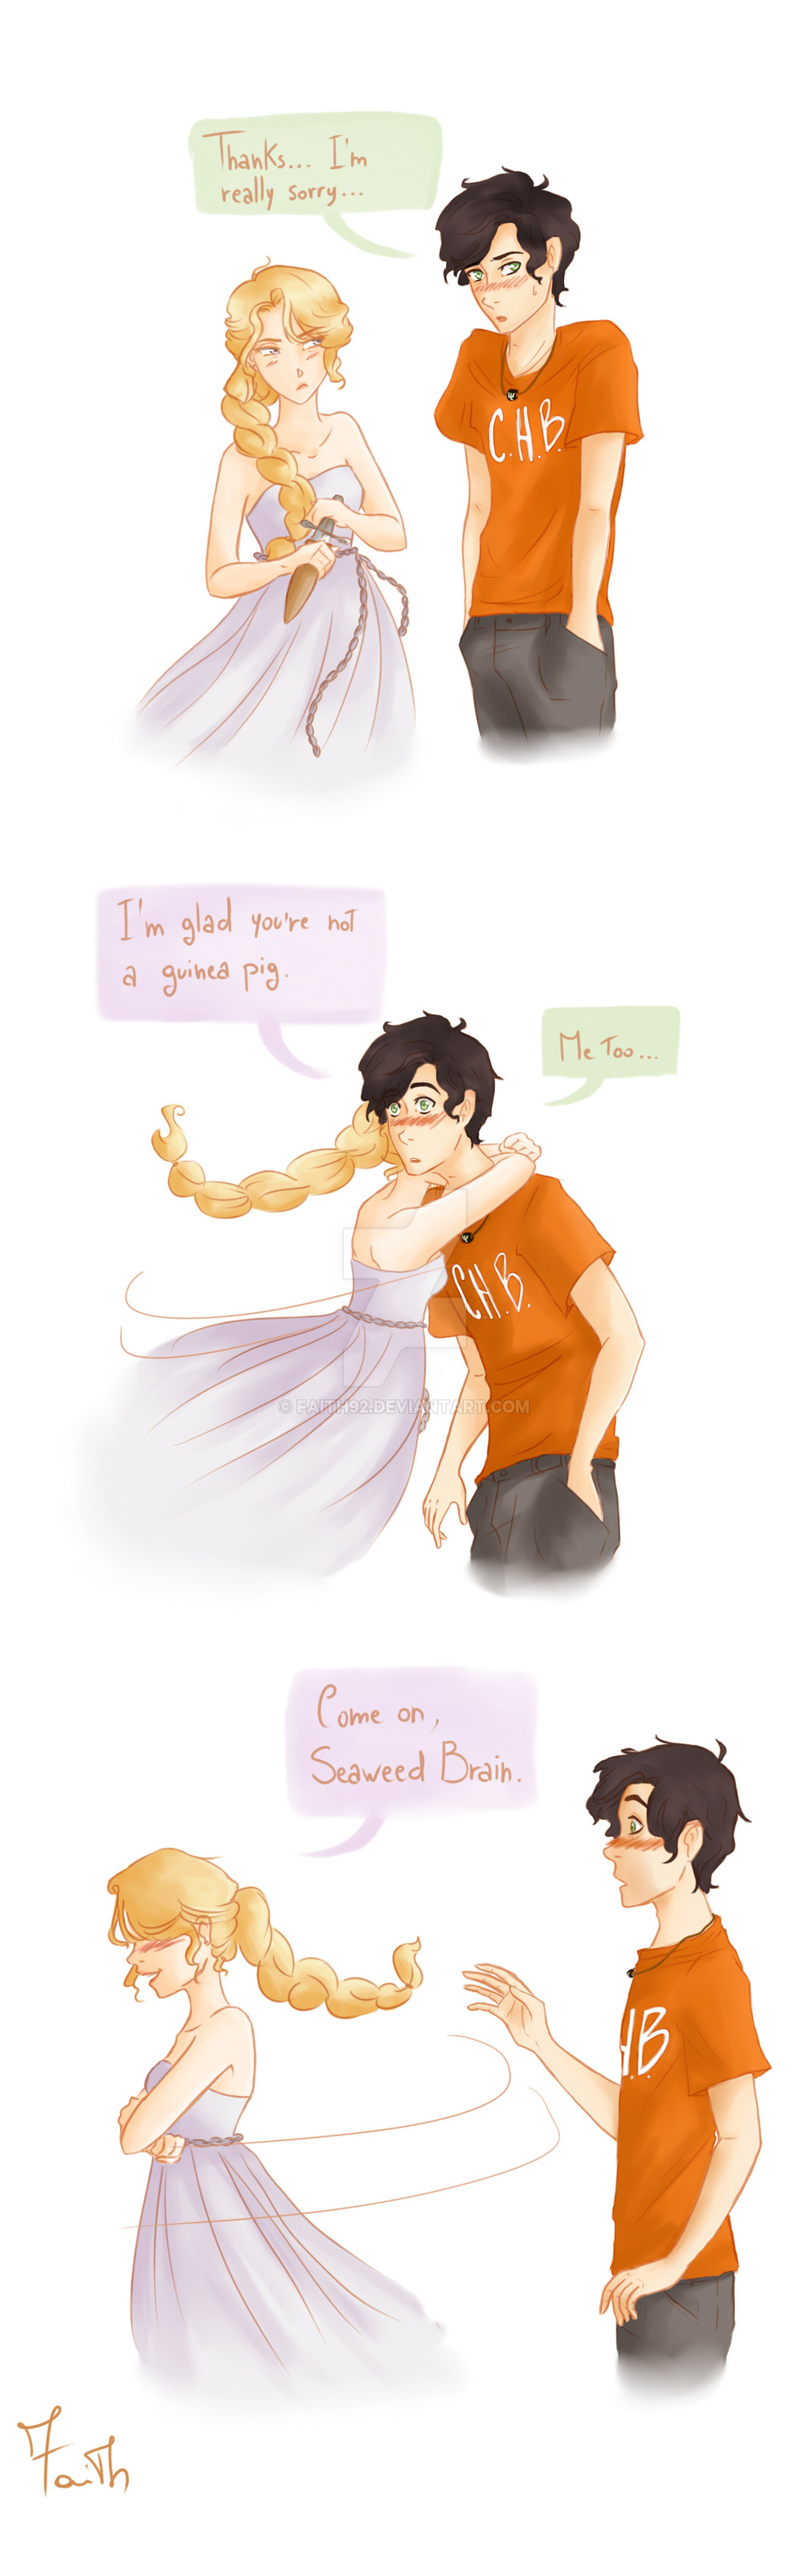 Thanks... I'm
really sorry...
C.H.B.
I'm glad you're not
a guinea pig.
Me Too...
C.H.B.
© FAITH92.DEVIANTART.COM
Come on,
Seaweed Brain.
H.B.
Faith